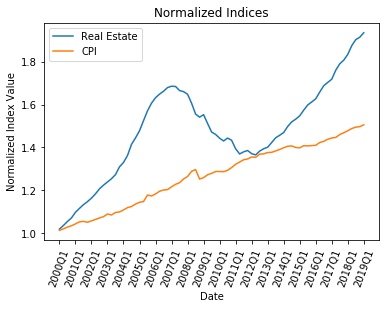 Normalized Indices
Real Estate
CPI
Normalized Index Value
1.8
1.6
1.4
1.2
1.0
2000Q1
2001Q1
2002Q1
2003Q1
2004Q1
2005Q1
2006Q1
2007Q1
2008Q1
2009Q1
2010Q1
2011Q1
2012Q1
2013Q1
2014Q1
2015Q1
2016Q1
2017Q1
2018Q1
2019Q1
Date